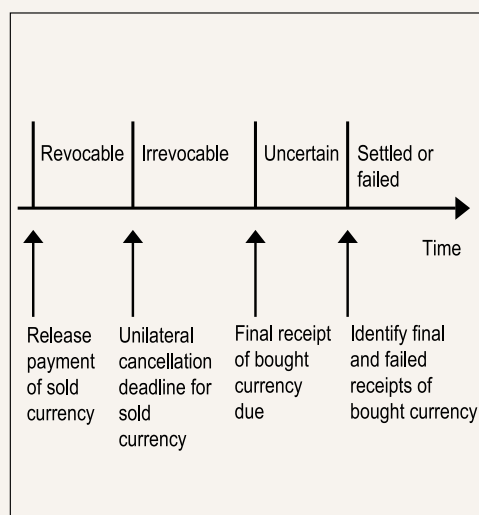 Revocable
Irrevocable
Uncertain
Settled or
failed
Time
Release
payment
of sold
currency
Unilateral
cancellation
deadline for
sold
currency
Final receipt
of bought
currency
due
Identify final
and failed
receipts of
bought currency